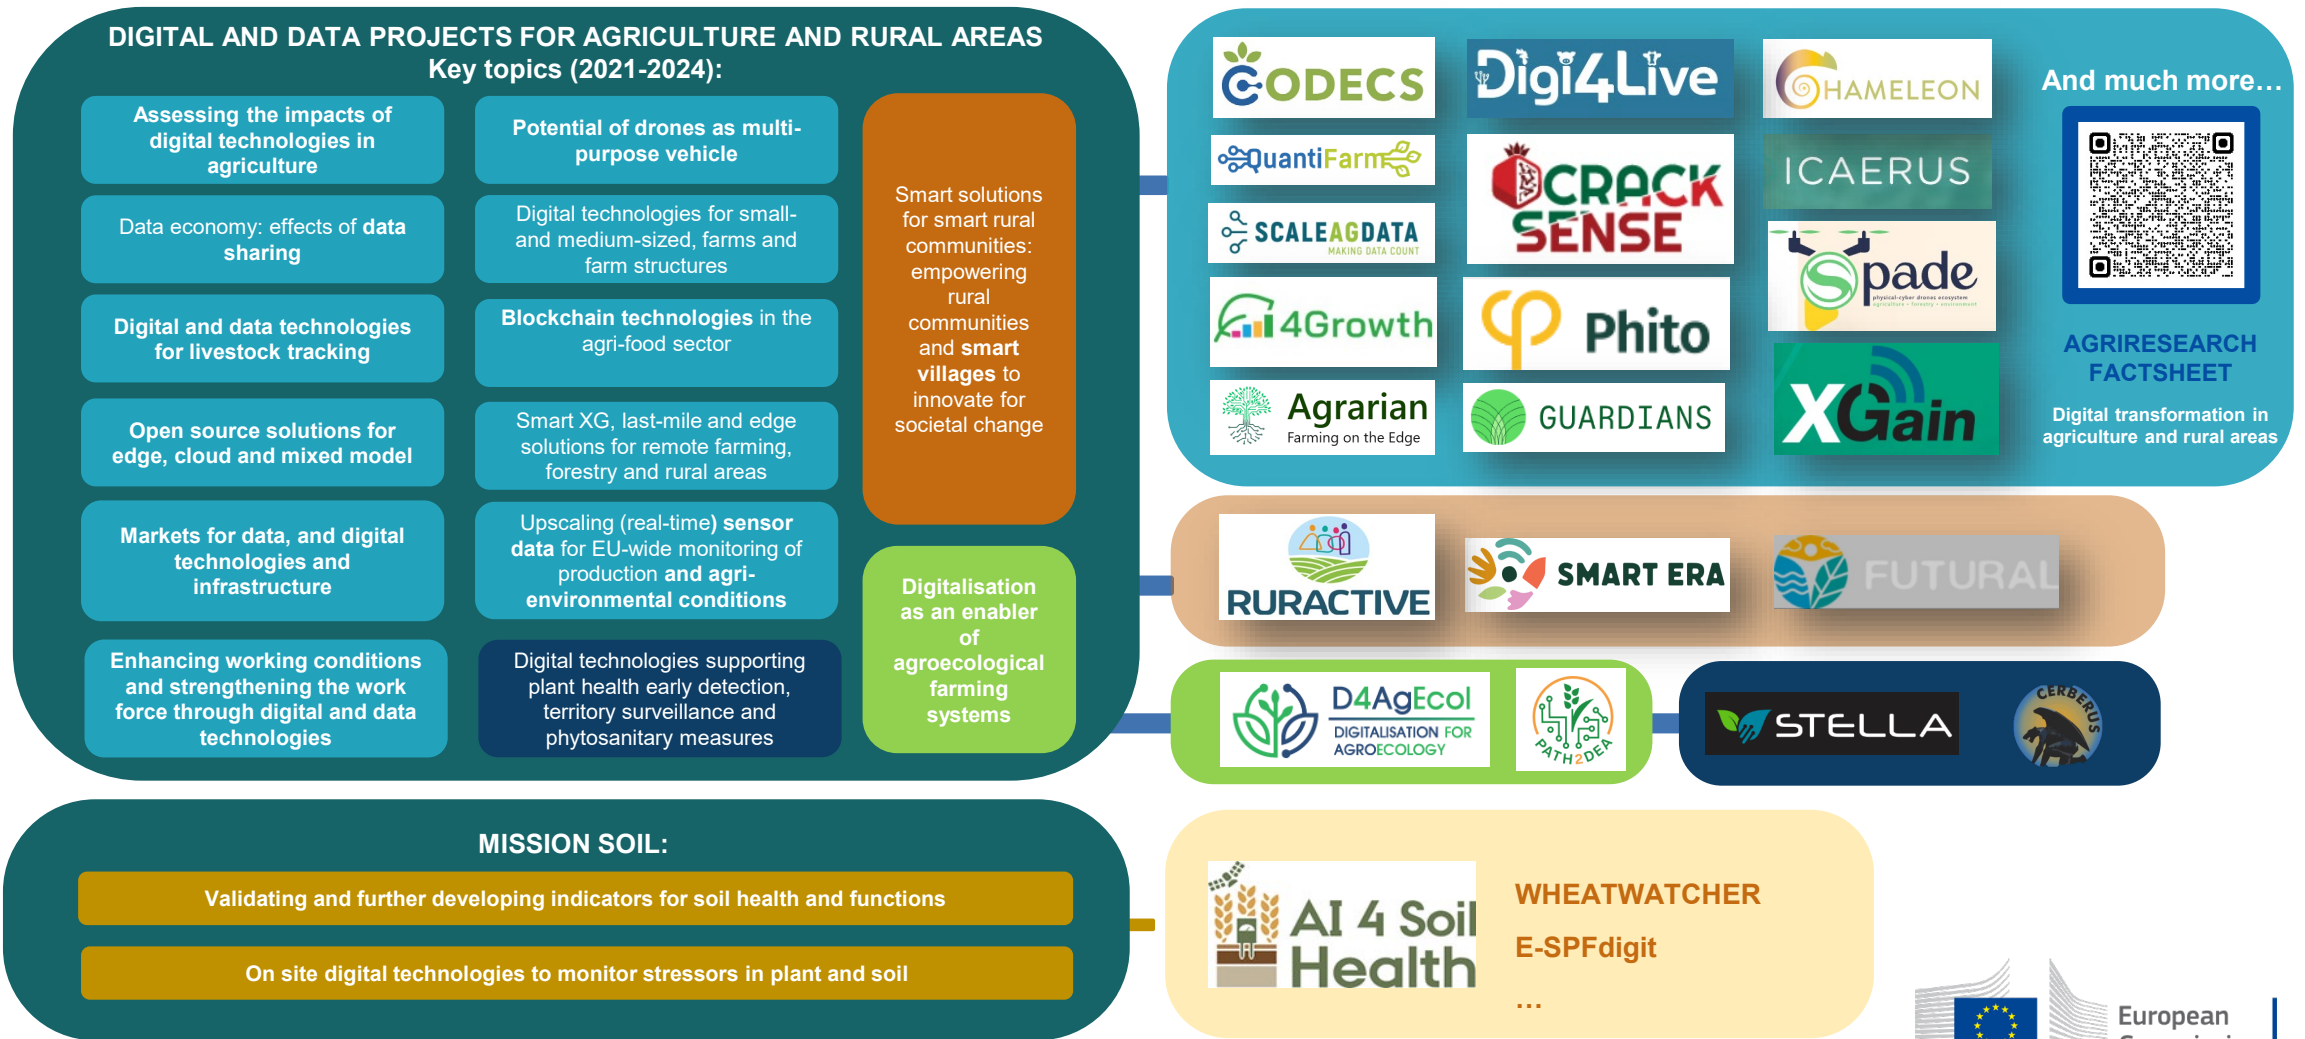 DIGITAL AND DATA PROJECTS FOR AGRICULTURE AND RURAL AREAS
Key topics (2021-2024):
Assessing the impacts of
digital technologies in
agriculture
Data economy: effects of data
sharing
Digital and data technologies
for livestock tracking
Open source solutions for
edge, cloud and mixed model
Markets for data, and digital
technologies and
infrastructure
Enhancing working conditions
and strengthening the work
force through digital and data
technologies
Potential of drones as multi-
purpose vehicle
Digital technologies for small-
and medium-sized, farms and
farm structures
Blockchain technologies in the
agri-food sector
Smart XG, last-mile and edge
solutions for remote farming,
forestry and rural areas
Upscaling (real-time) sensor
data for EU-wide monitoring of
production and agri-
environmental conditions
Digital technologies supporting
plant health early detection,
territory surveillance and
phytosanitary measures
Smart solutions
for smart rural
communities:
empowering
rural
communities
and smart
villages to
innovate for
societal change
Digitalisation
as an enabler
of
agroecological
farming
systems
CODECS
QuantiFarm
SCALEAGDATA
MAKING DATA COUNT
4Growth
Agrarian
Farming on the Edge
Digi4Live
CRACK
SENSE
Phito
GUARDIANS
CHAMELEON
ICAERUS
Spade
physical-cyber drones ecosystem
agriculture • forestry • environment
XGain
And much more...
AGRIRESEARCH
FACTSHEET
Digital transformation in
agriculture and rural areas
RURACTIVE
SMART ERA
FUTURAL
D4AgEcol
DIGITALISATION FOR
AGROECOLOGY
PATH2DEA
STELLA
CERBERUS
MISSION SOIL:
Validating and further developing indicators for soil health and functions
On site digital technologies to monitor stressors in plant and soil
AI 4 Soil
Health
WHEATWATCHER
E-SPFdigit
...
European